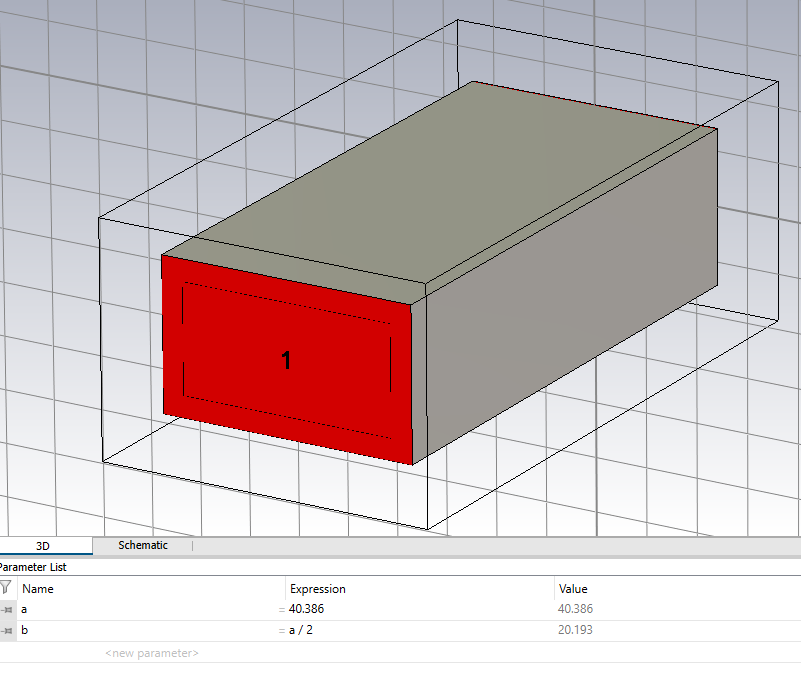 1
3D Schematic
Parameter List
Name Expression Value
a = 40.386 40.386
b = a / 2 20.193
<new parameter>